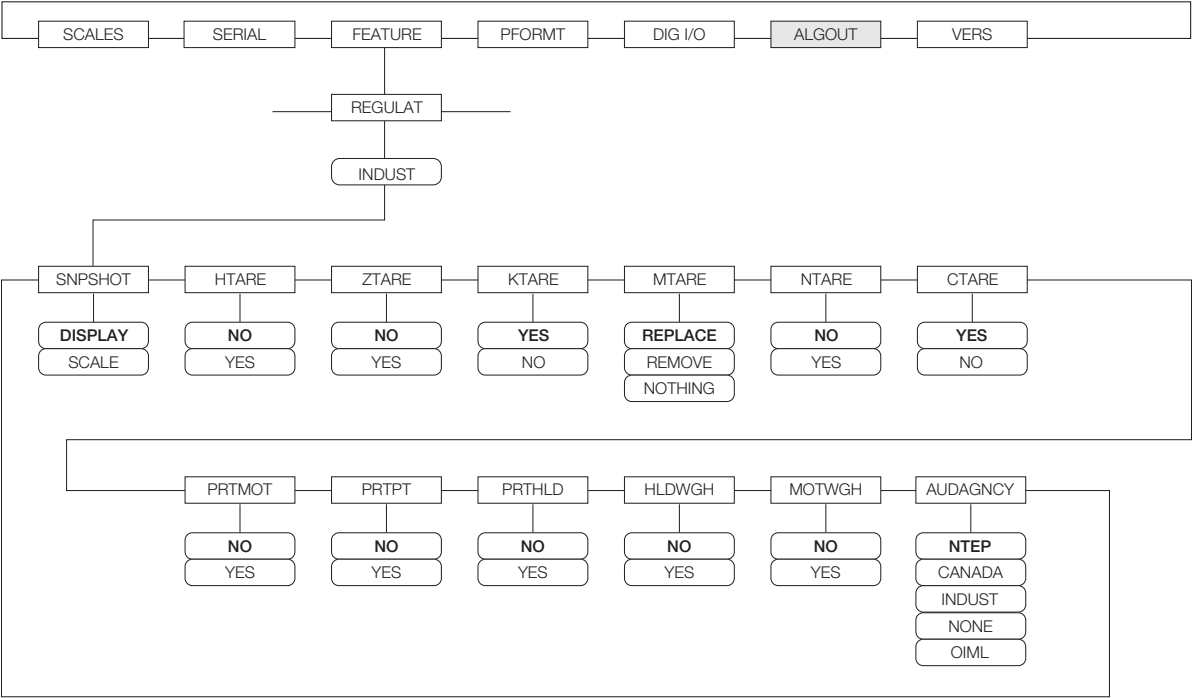 SCALES SERIAL FEATURE PFORMT DIG I/O ALGOUT VERS
REGULAT
INDUST
SNPSHOT HTARE ZTARE KTARE MTARE NTARE CTARE
DISPLAY NO NO YES REPLACE NO YES
SCALE YES YES NO REMOVE YES NO
NOTHING
PRTMOT PRTPT PRTHLD HLDWGH MOTWGH AUDAGNCY
NO NO NO NO NO NTEP
YES YES YES YES YES CANADA
INDUST
NONE
OIML